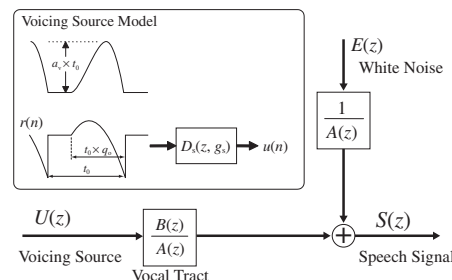 Voicing Source Model
a_v × t_0
r(n)
t_0 × q_o
t_0
D_s(z, g_s)
u(n)
E(z)
White Noise
1
A(z)
U(z)
Voicing Source
B(z)
A(z)
Vocal Tract
+
S(z)
Speech Signal